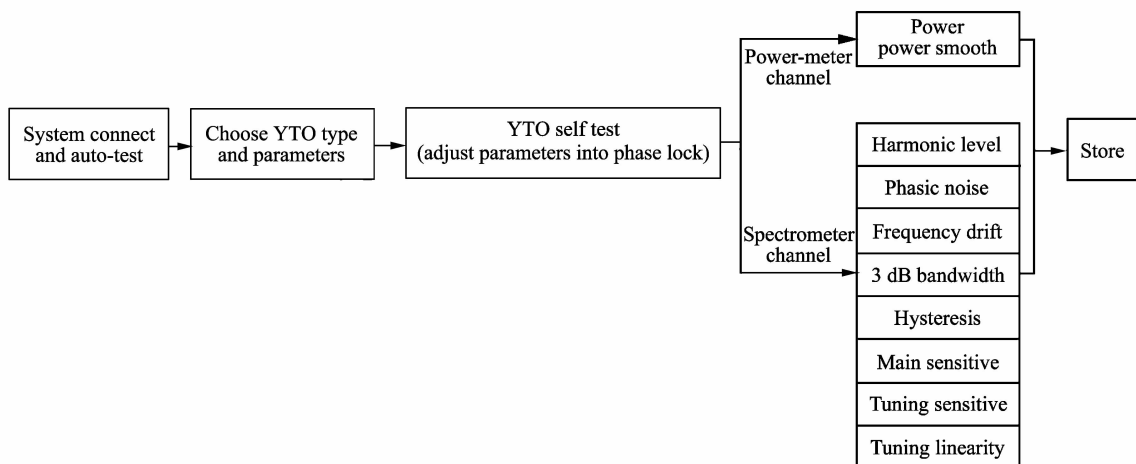 System connect
and auto-test
Choose YTO type
and parameters
YTO self test
(adjust parameters into phase lock)
Power-meter
channel
Power
power smooth
Spectrometer
channel
Harmonic level
Phasic noise
Frequency drift
3 dB bandwidth
Hysteresis
Main sensitive
Tuning sensitive
Tuning linearity
Store